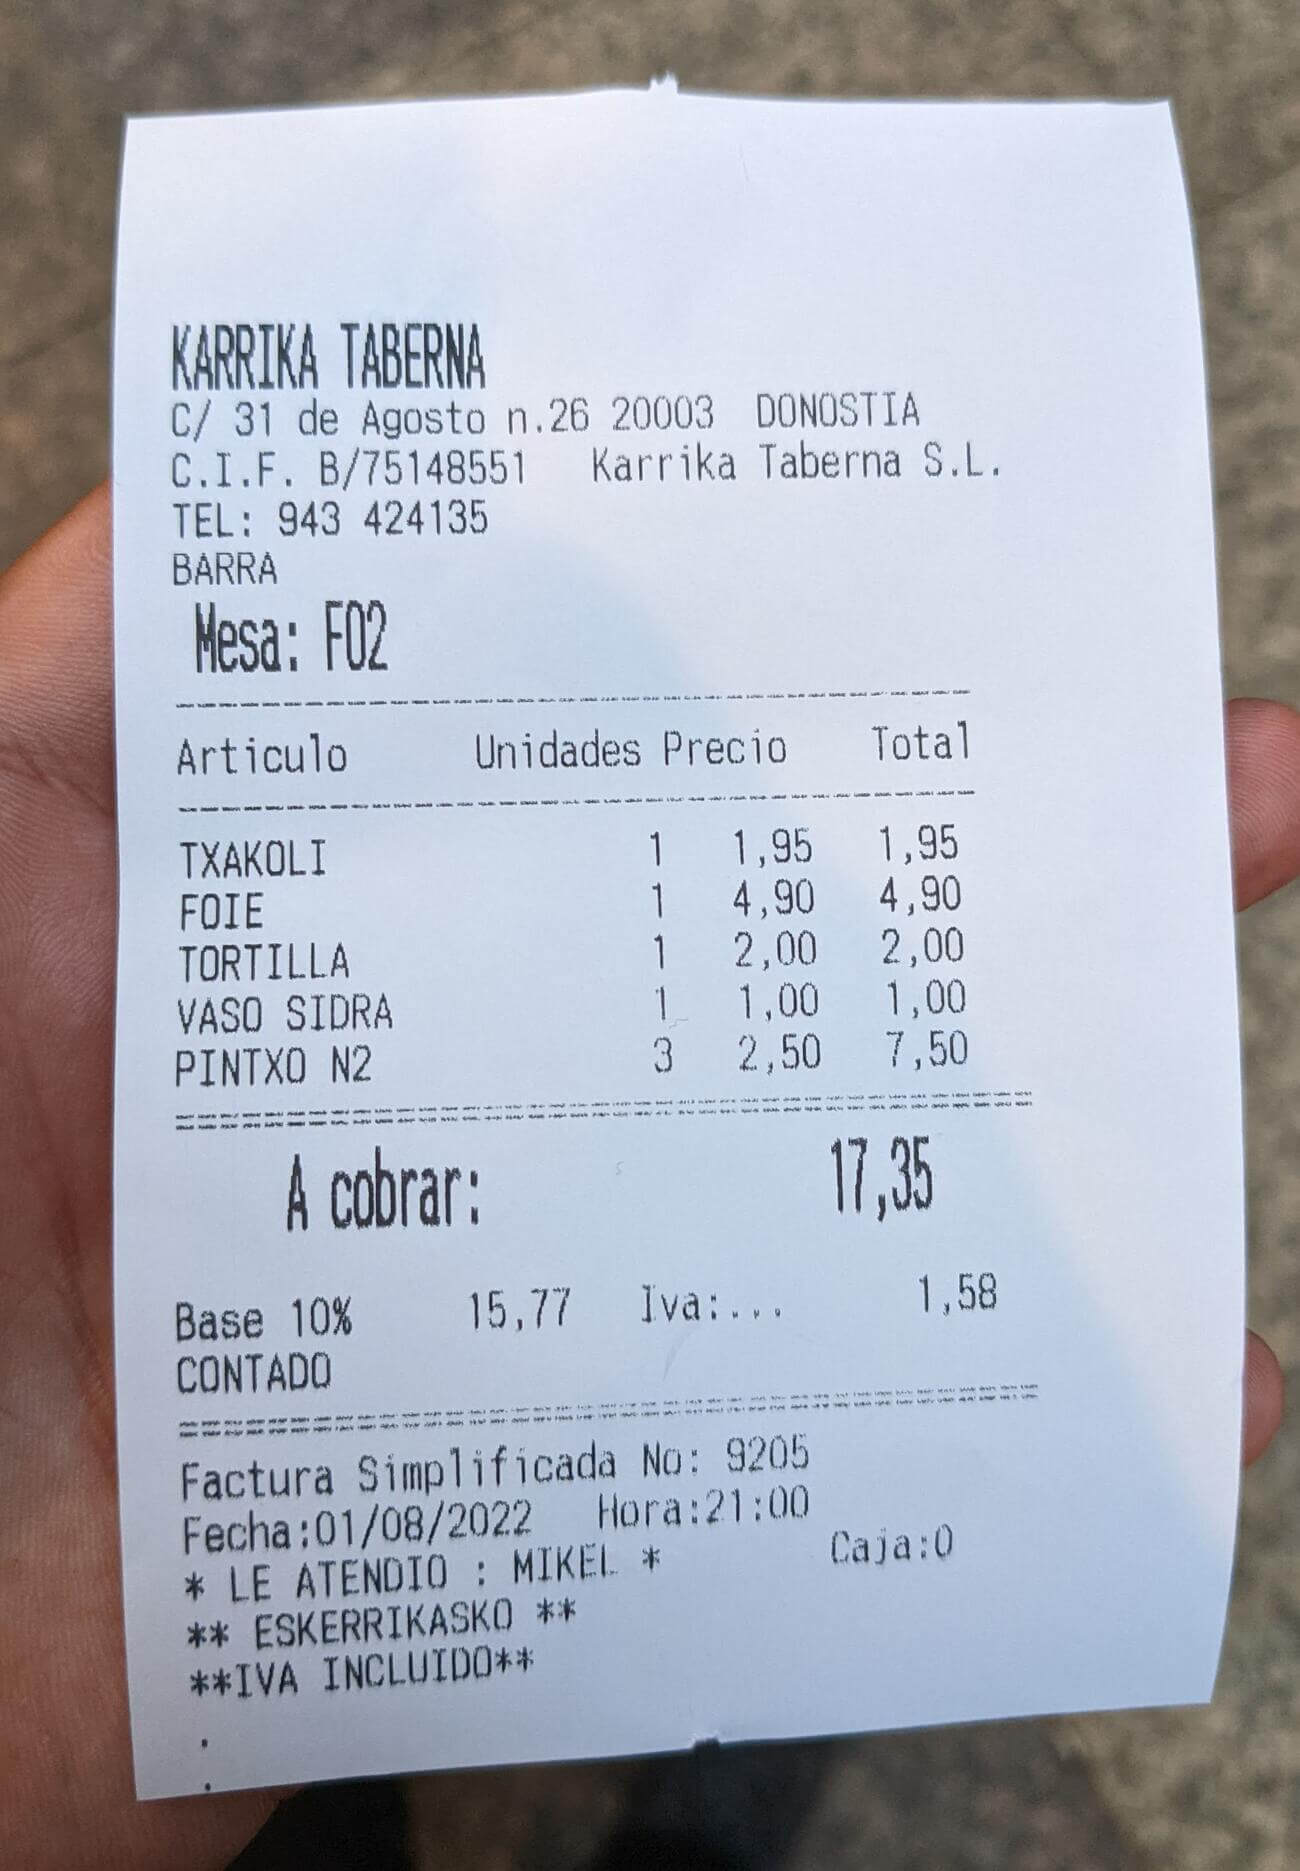 KARRIKA TABERNA
C/ 31 de Agosto n.26 20003 DONOSTIA
C.I.F. B/75148551 Karrika Taberna S.L.
TEL: 943 424135
BARRA
Mesa: F02
Articulo Unidades Precio Total
TXAKOLI 1 1,95 1,95
FOIE 1 4,90 4,90
TORTILLA 1 2,00 2,00
VASO SIDRA 1 1,00 1,00
PINTXO N2 3 2,50 7,50
A cobrar: 17,35
Base 10% 15,77 Iva:... 1,58
CONTADO
Factura Simplificada No: 9205
Fecha:01/08/2022 Hora:21:00
* LE ATENDIO : MIKEL * Caja:0
** ESKERRIKASKO **
**IVA INCLUIDO**
.
.